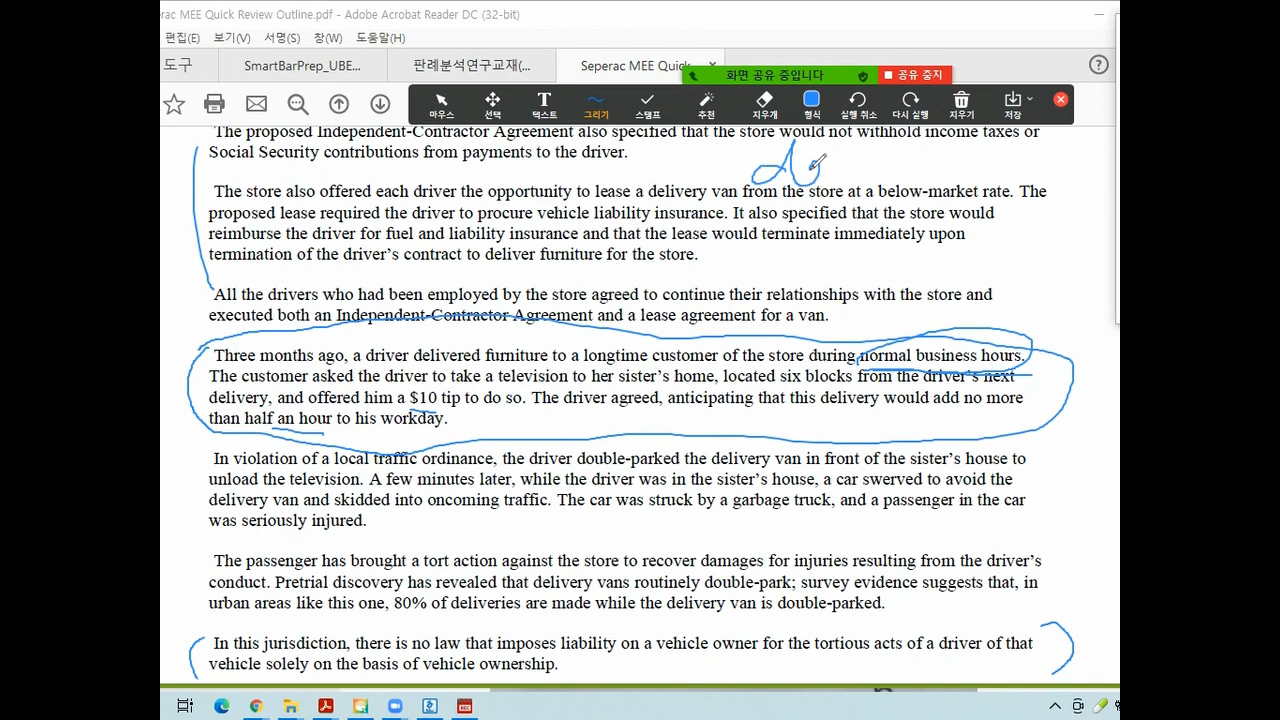 erac MEE Quick Review Outline.pdf - Adobe Acrobat Reader DC (32-bit)
편집(E) 보기(V) 서명(S) 창(W) 도움말(H)
도구 SmartBarPrep_UBE... 판례분석연구교재(... Seperac MEE Quick
화면 공유 중입니다 공유 중지
마우스 선택 텍스트 그리기 스탬프 추천 지우개 형식 실행 취소 다시 실행 지우기 저장
The proposed Independent-Contractor Agreement also specified that the store would not withhold income taxes or
Social Security contributions from payments to the driver.
The store also offered each driver the opportunity to lease a delivery van from the store at a below-market rate. The
proposed lease required the driver to procure vehicle liability insurance. It also specified that the store would
reimburse the driver for fuel and liability insurance and that the lease would terminate immediately upon
termination of the driver's contract to deliver furniture for the store.
All the drivers who had been employed by the store agreed to continue their relationships with the store and
executed both an Independent-Contractor Agreement and a lease agreement for a van.
Three months ago, a driver delivered furniture to a longtime customer of the store during normal business hours.
The customer asked the driver to take a television to her sister's home, located six blocks from the driver's next
delivery, and offered him a $10 tip to do so. The driver agreed, anticipating that this delivery would add no more
than half an hour to his workday.
In violation of a local traffic ordinance, the driver double-parked the delivery van in front of the sister's house to
unload the television. A few minutes later, while the driver was in the sister's house, a car swerved to avoid the
delivery van and skidded into oncoming traffic. The car was struck by a garbage truck, and a passenger in the car
was seriously injured.
The passenger has brought a tort action against the store to recover damages for injuries resulting from the driver's
conduct. Pretrial discovery has revealed that delivery vans routinely double-park; survey evidence suggests that, in
urban areas like this one, 80% of deliveries are made while the delivery van is double-parked.
In this jurisdiction, there is no law that imposes liability on a vehicle owner for the tortious acts of a driver of that
vehicle solely on the basis of vehicle ownership.